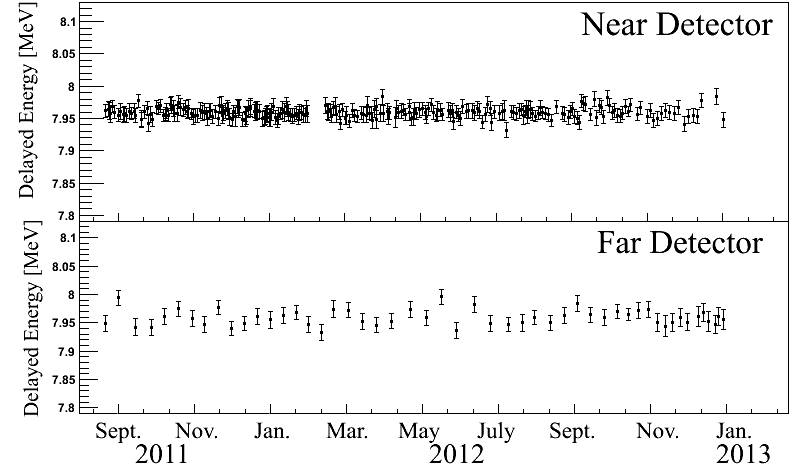 Near Detector
Delayed Energy [MeV]
8.1
8.05
8
7.95
7.9
7.85
7.8
Far Detector
Delayed Energy [MeV]
8.1
8.05
8
7.95
7.9
7.85
7.8
Sept. Nov. Jan. Mar. May July Sept. Nov. Jan.
2011 2012 2013